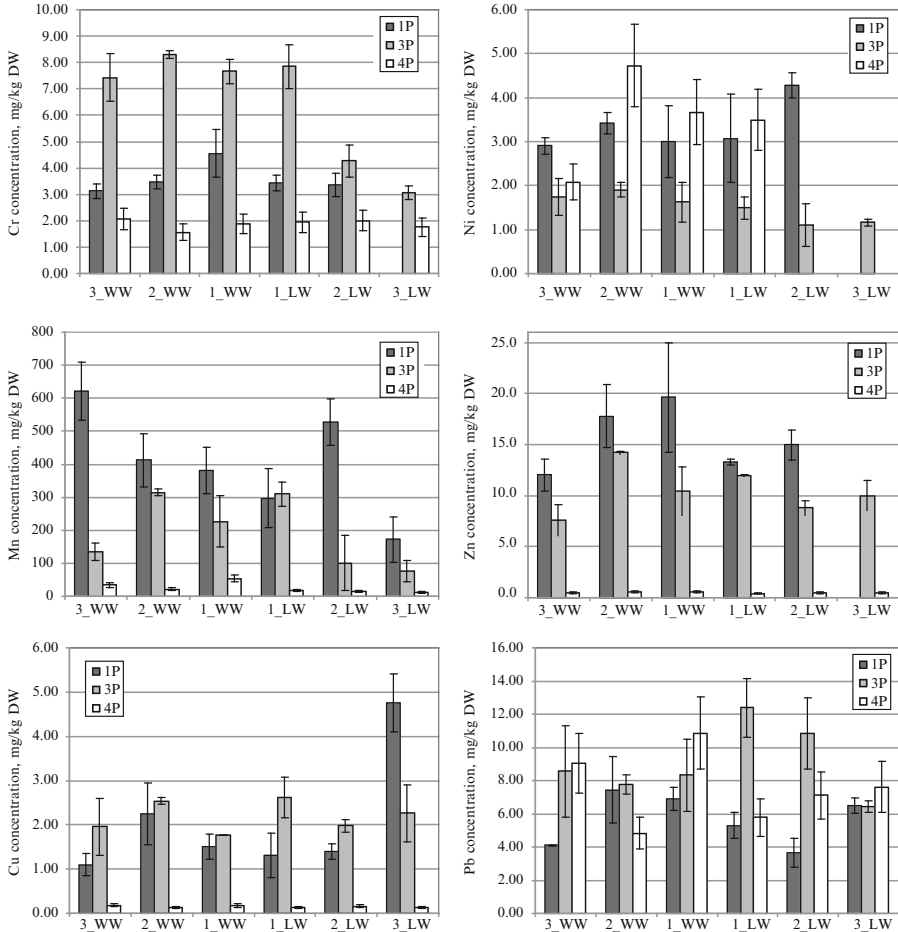 Cr concentration, mg/kg DW
10.00
9.00
8.00
7.00
6.00
5.00
4.00
3.00
2.00
1.00
0.00
1P
3P
4P
3_WW 2_WW 1_WW 1_LW 2_LW 3_LW
Ni concentration, mg/kg DW
6.00
5.00
4.00
3.00
2.00
1.00
0.00
1P
3P
4P
3_WW 2_WW 1_WW 1_LW 2_LW 3_LW
Mn concentration, mg/kg DW
800
700
600
500
400
300
200
100
0
1P
3P
4P
3_WW 2_WW 1_WW 1_LW 2_LW 3_LW
Zn concentration, mg/kg DW
25.0
20.0
15.0
10.0
5.0
0.0
1P
3P
4P
3_WW 2_WW 1_WW 1_LW 2_LW 3_LW
Cu concentration, mg/kg DW
6.00
5.00
4.00
3.00
2.00
1.00
0.00
1P
3P
4P
3_WW 2_WW 1_WW 1_LW 2_LW 3_LW
Pb concentration, mg/kg DW
16.00
14.00
12.00
10.00
8.00
6.00
4.00
2.00
0.00
1P
3P
4P
3_WW 2_WW 1_WW 1_LW 2_LW 3_LW